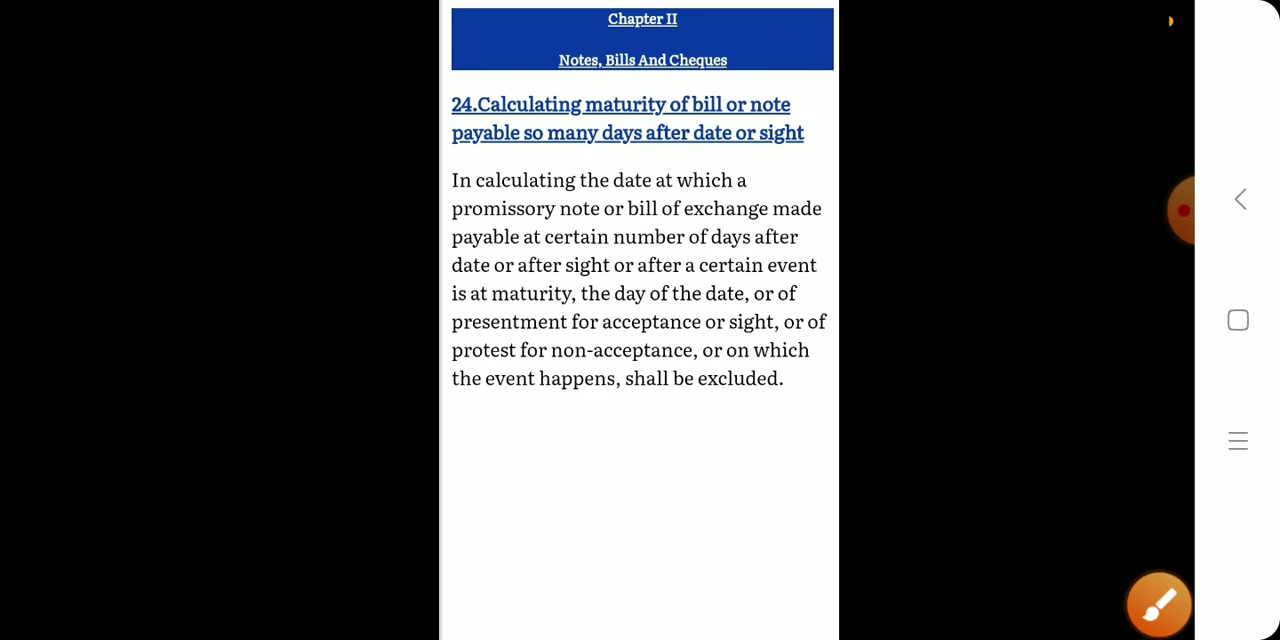 Chapter II
Notes, Bills And Cheques
24.Calculating maturity of bill or note
payable so many days after date or sight
In calculating the date at which a
promissory note or bill of exchange made
payable at certain number of days after
date or after sight or after a certain event
is at maturity, the day of the date, or of
presentment for acceptance or sight, or of
protest for non-acceptance, or on which
the event happens, shall be excluded.